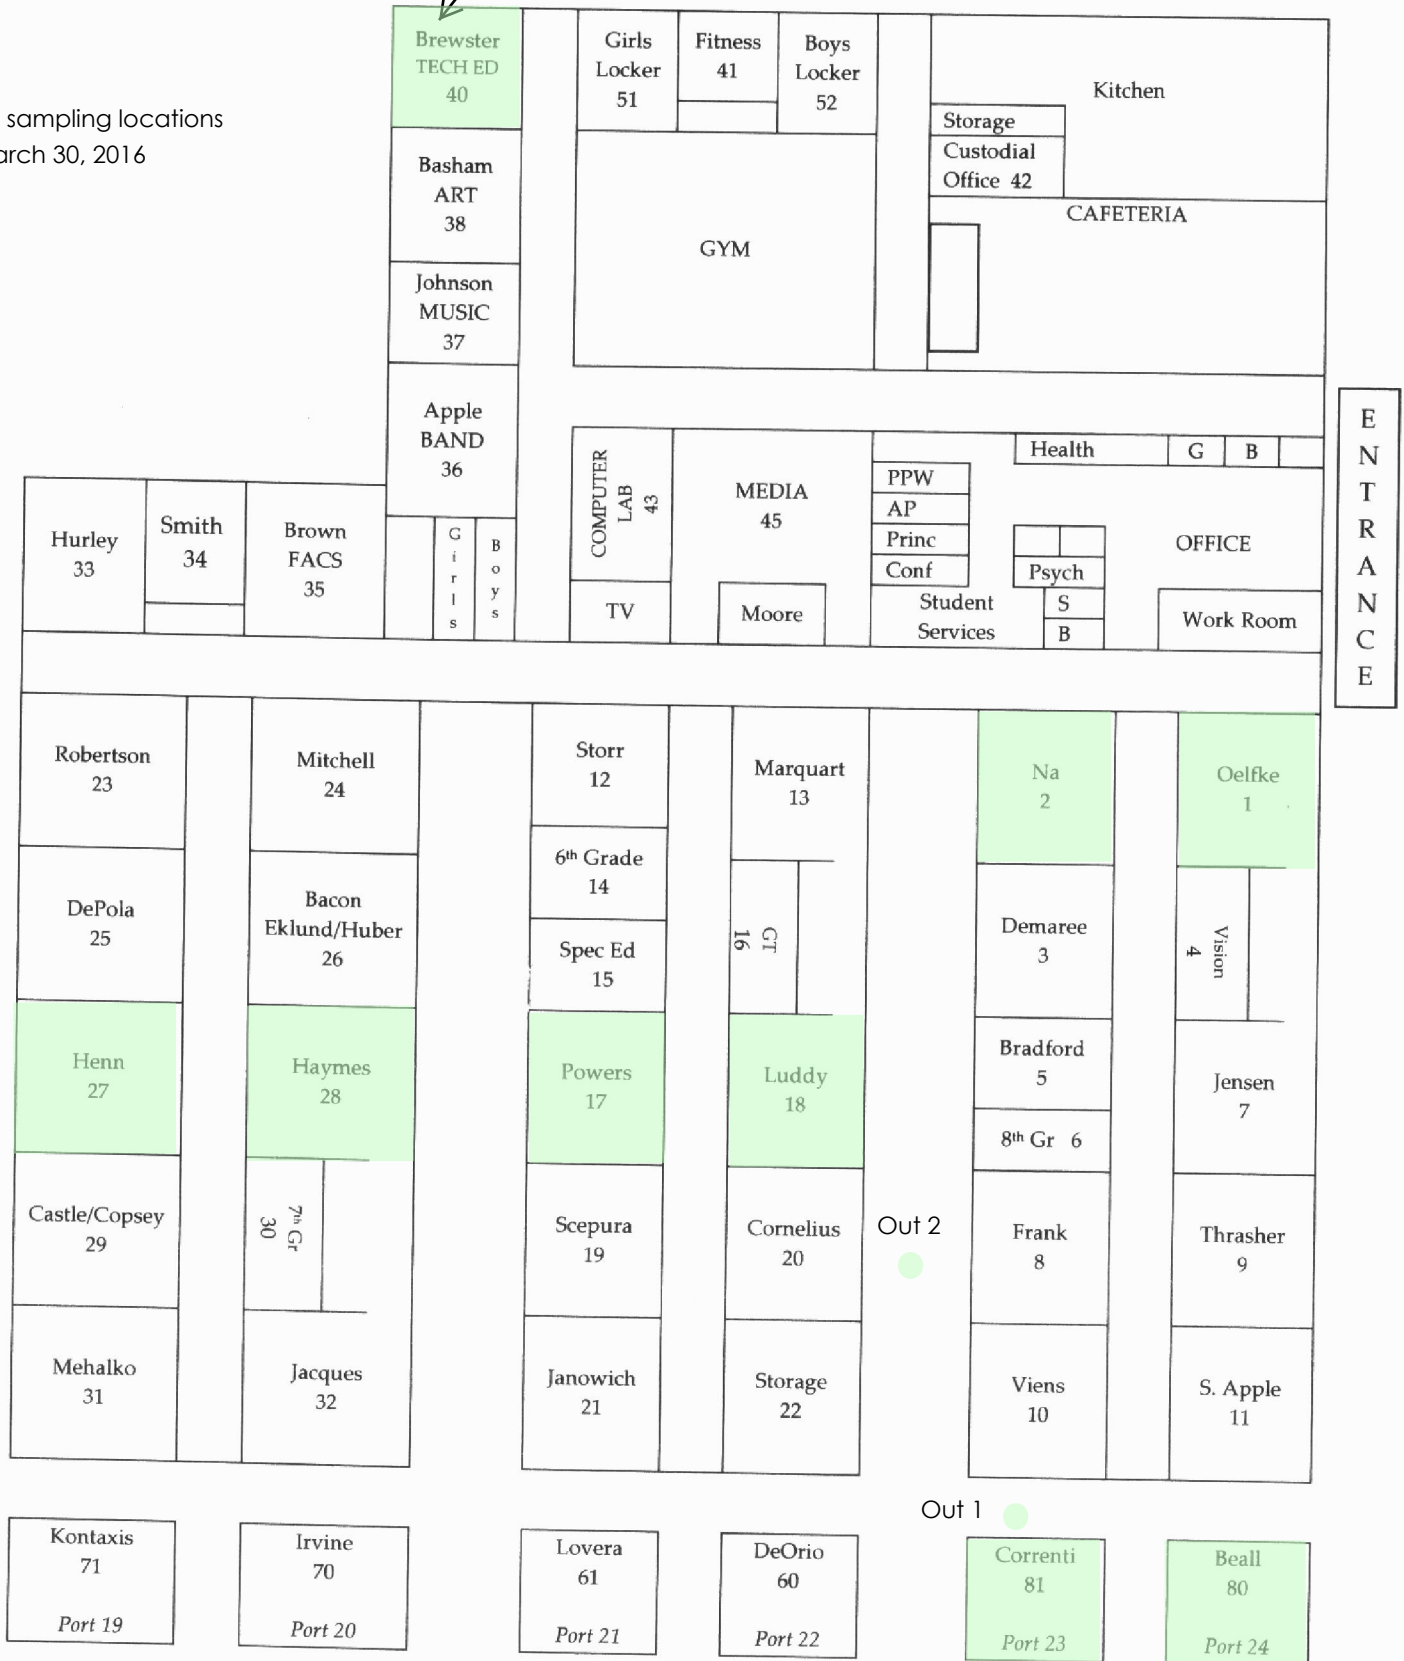 sampling locations
arch 30, 2016
Brewster
TECH ED
40
Girls
Locker
51
Fitness
41
Boys
Locker
52
Kitchen
Storage
Custodial
Office 42
CAFETERIA
Basham
ART
38
GYM
Johnson
MUSIC
37
Apple
BAND
36
ENTRANCE
Hurley
33
Smith
34
Brown
FACS
35
Girls
Boys
COMPUTER
LAB
43
TV
MEDIA
45
Moore
PPW
AP
Princ
Conf
Student
Services
Health
G
B
Psych
S
B
OFFICE
Work Room
Robertson
23
Mitchell
24
Storr
12
Marquart
13
Na
2
Oelfke
1
DePola
25
Bacon
Eklund/Huber
26
6th Grade
14
Spec Ed
15
GT
16
Demaree
3
Vision
4
Henn
27
Haymes
28
Powers
17
Luddy
18
Bradford
5
8th Gr 6
Jensen
7
Castle/Copsey
29
7th Gr
30
Scepura
19
Cornelius
20
Out 2
Frank
8
Thrasher
9
Mehalko
31
Jacques
32
Janowich
21
Storage
22
Viens
10
S. Apple
11
Out 1
Kontaxis
71
Port 19
Irvine
70
Port 20
Lovera
61
Port 21
DeOrio
60
Port 22
Correnti
81
Port 23
Beall
80
Port 24